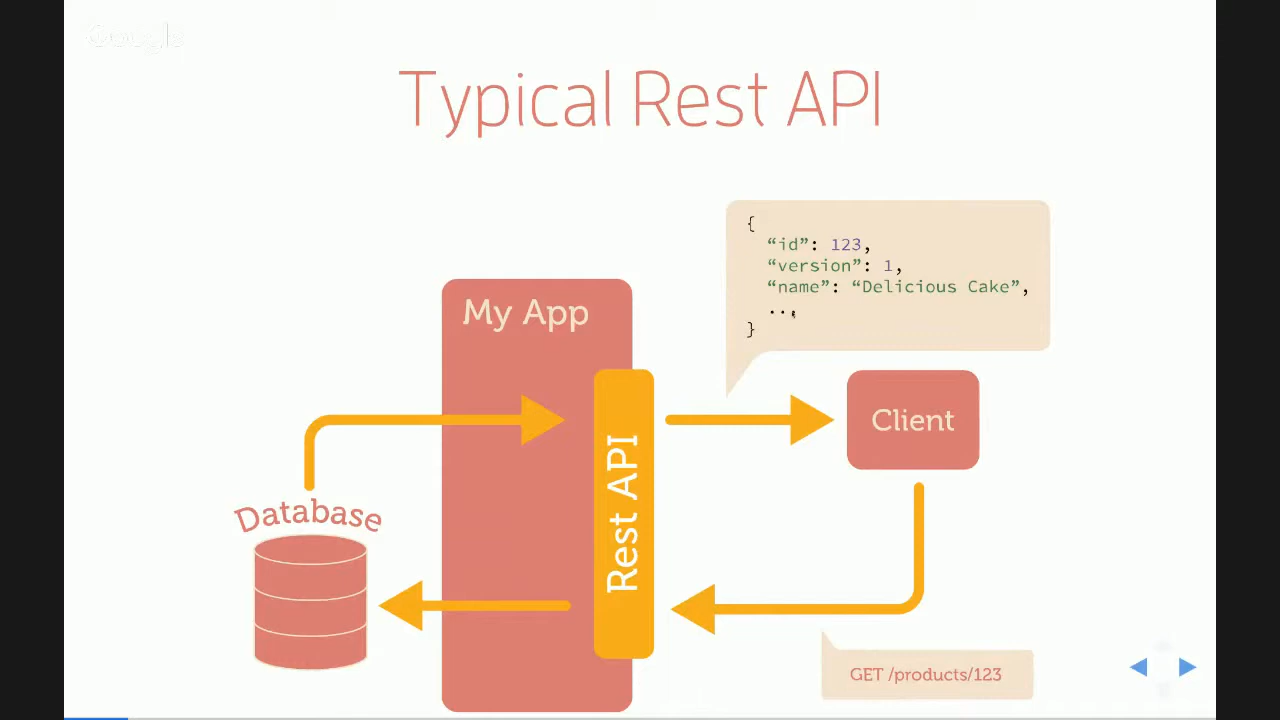 Google
Typical Rest API
{
"id": 123,
"version": 1,
"name": "Delicious Cake",
...
}
My App
Rest API
Client
Database
GET /products/123